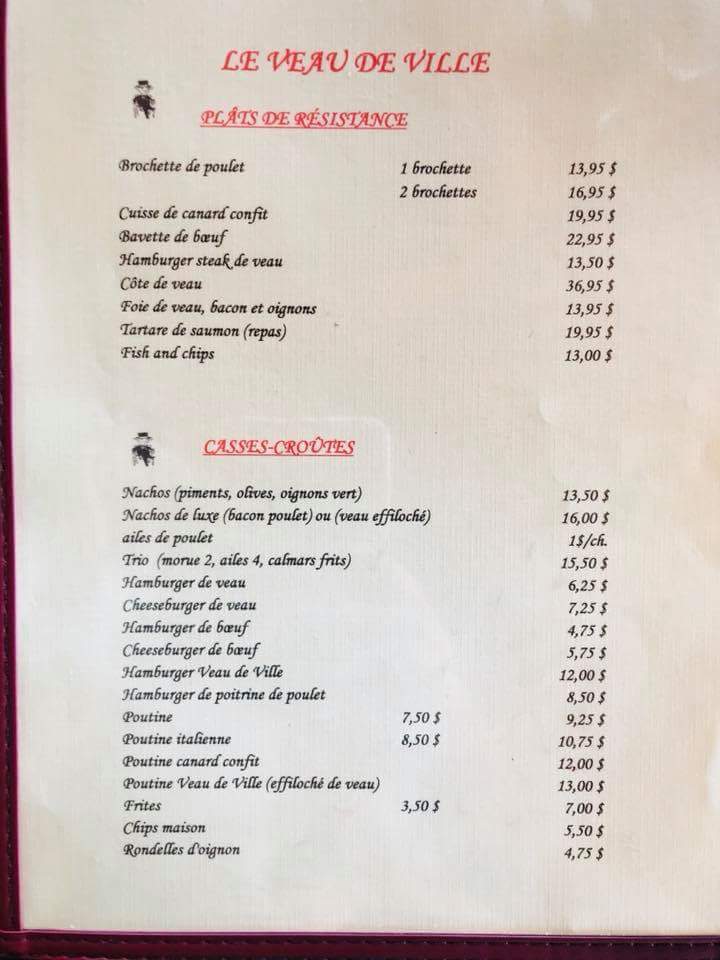 LE VEAU DE VILLE
PLÂTS DE RÉSISTANCE
Brochette de poulet 1 brochette 13,95 $
2 brochettes 16,95 $
Cuisse de canard confit 19,95 $
Bavette de bœuf 22,95 $
Hamburger steak de veau 13,50 $
Côte de veau 36,95 $
Foie de veau, bacon et oignons 13,95 $
Tartare de saumon (repas) 19,95 $
Fish and chips 13,00 $
CASSES-CROÛTES
Nachos (piments, olives, oignons vert) 13,50 $
Nachos de luxe (bacon poulet) ou (veau effiloché) 16,00 $
ailes de poulet 1$/ch.
Trio (morue 2, ailes 4, calmars frits) 15,50 $
Hamburger de veau 6,25 $
Cheeseburger de veau 7,25 $
Hamburger de bœuf 4,75 $
Cheeseburger de bœuf 5,75 $
Hamburger Veau de Ville 12,00 $
Hamburger de poitrine de poulet 8,50 $
Poutine 7,50 $ 9,25 $
Poutine italienne 8,50 $ 10,75 $
Poutine canard confit 12,00 $
Poutine Veau de Ville (effiloché de veau) 13,00 $
Frites 3,50 $ 7,00 $
Chips maison 5,50 $
Rondelles d'oignon 4,75 $